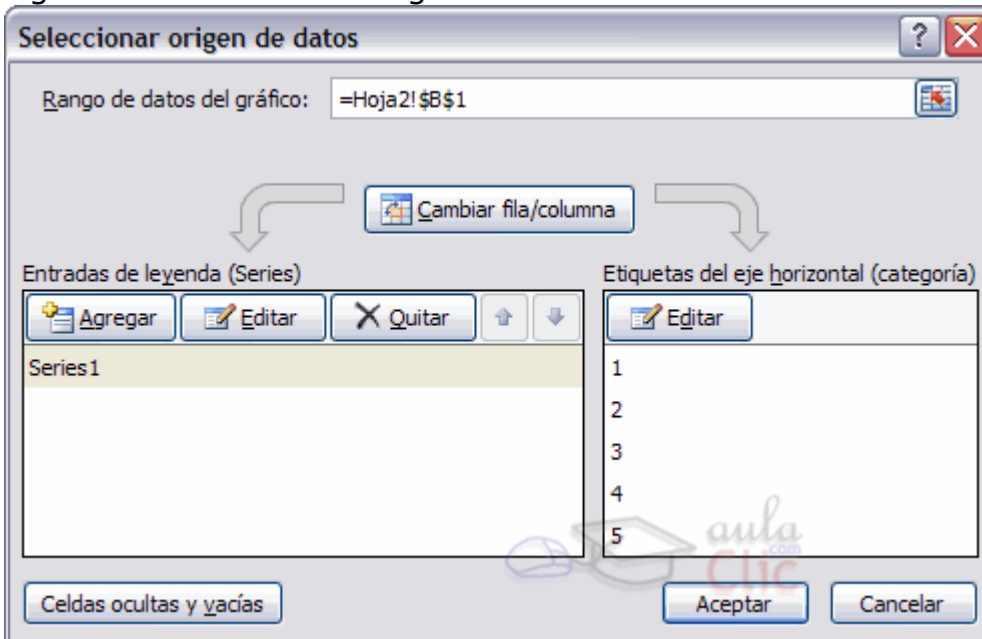 Seleccionar origen de datos
Rango de datos del gráfico: =Hoja2!$B$1
Cambiar fila/columna
Entradas de leyenda (Series)
Agregar Editar Quitar
Series1
Etiquetas del eje horizontal (categoría)
Editar
1
2
3
4
5
aula
Clic
com
Celdas ocultas y vacías
Aceptar Cancelar